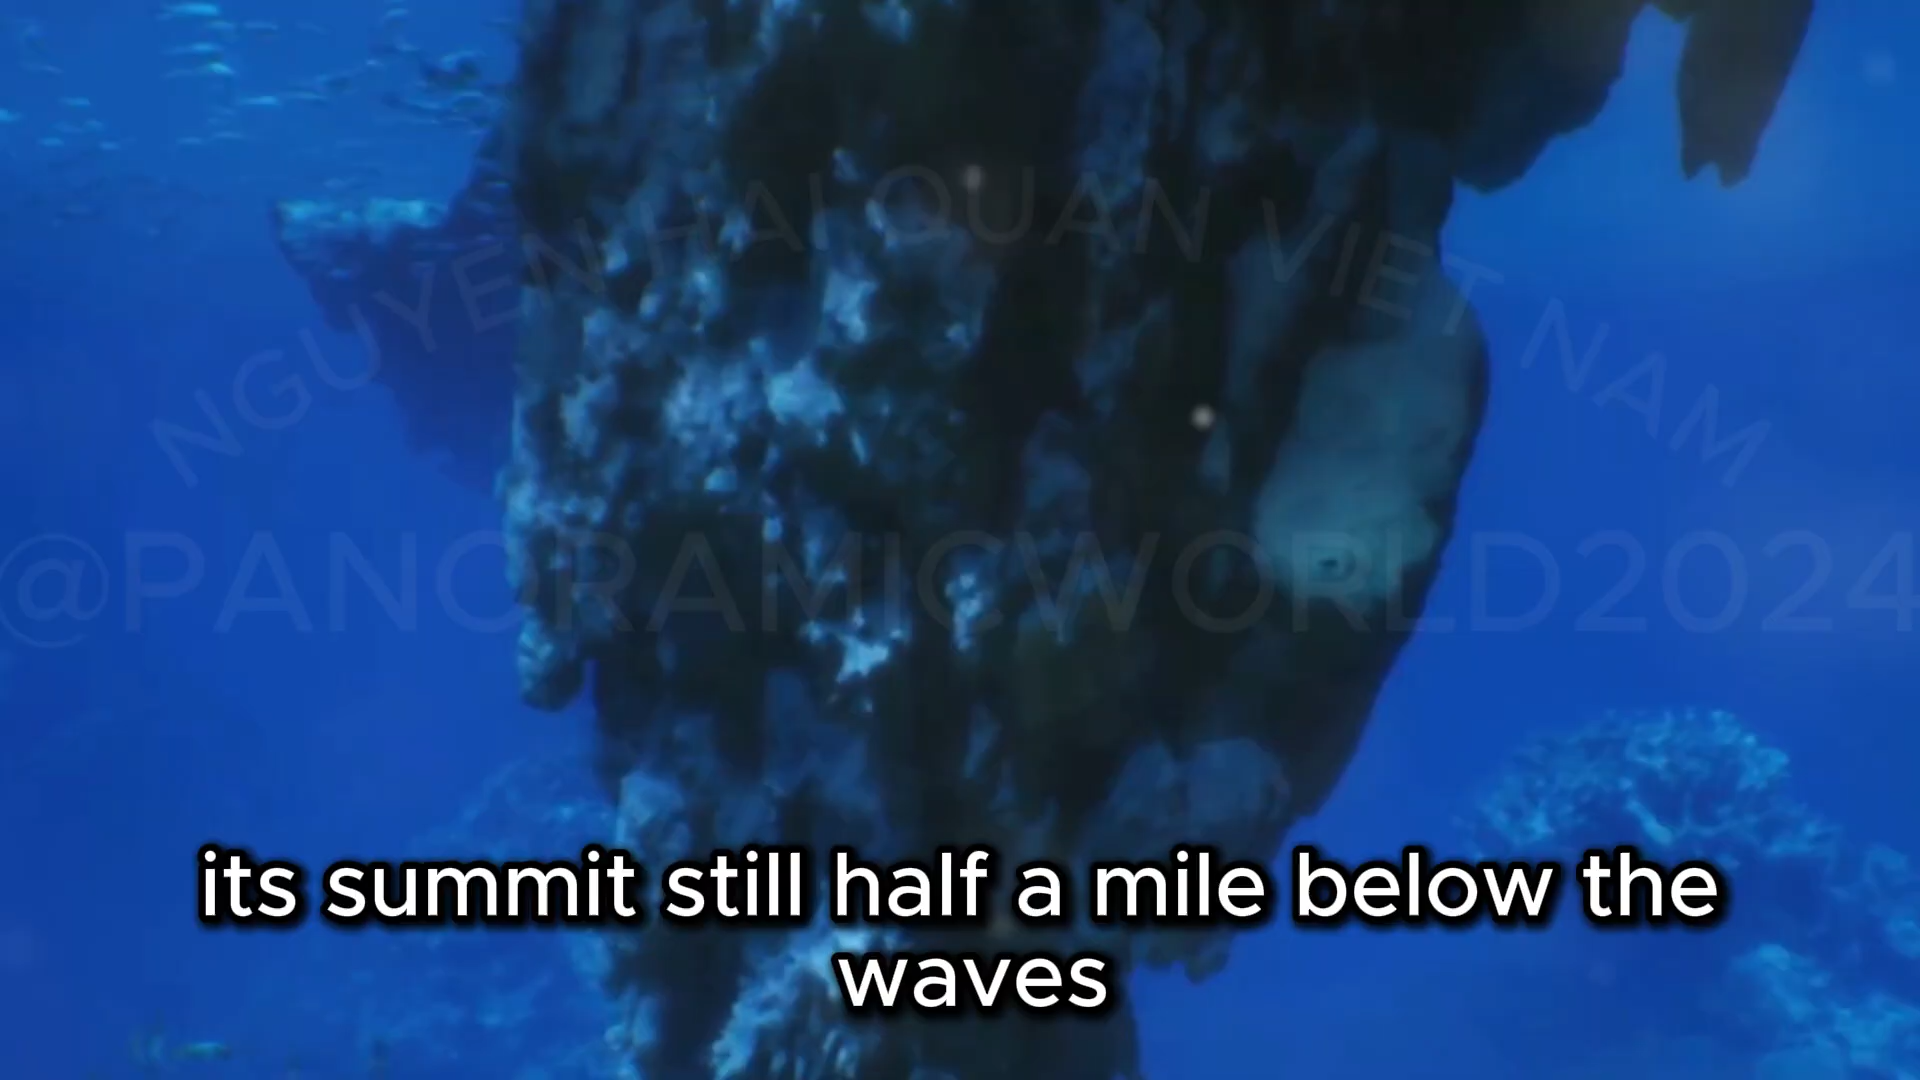 NGUYEN HAI QUAN VIET NAM
@PANORAMICWORLD2024
its summit still half a mile below the
waves